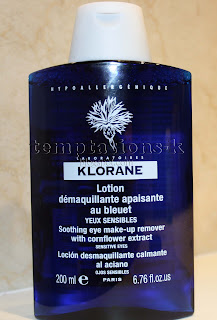 HYPOALLERGÉNIQUE
temptasions-k
LABORATOIRES
KLORANE
Lotion
démaquillante apaisante
au bleuet
YEUX SENSIBLES
Soothing eye make-up remover
with cornflower extract
SENSITIVE EYES
Loción desmaquillante calmante
al aciano
OJOS SENSIBLES
200 ml e 6.76 fl.oz.us
PARIS